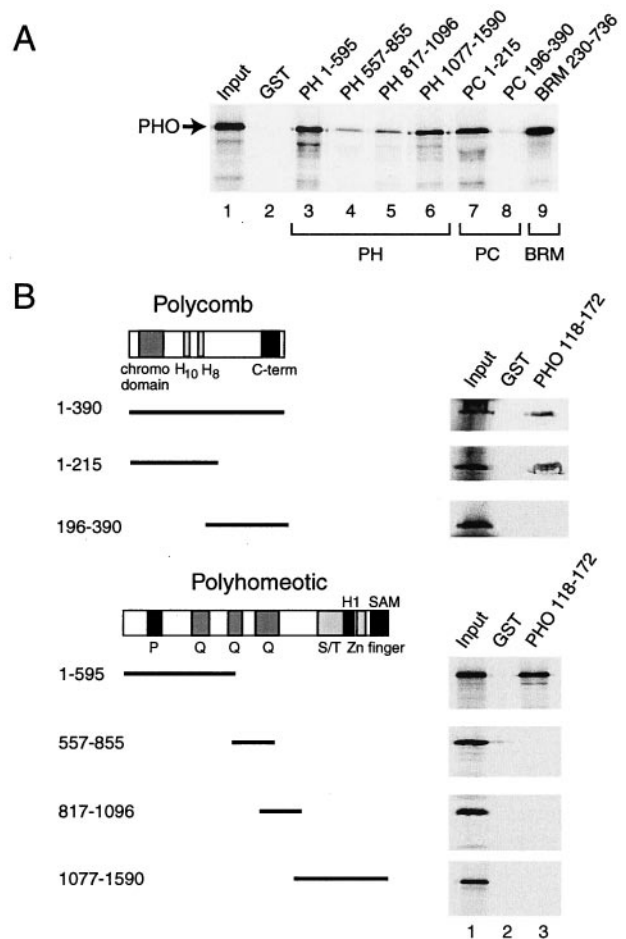 A
Input
GST
PH 1-595
PH 557-855
PH 817-1096
PH 1077-1590
PC 1-215
PC 196-390
BRM 230-736
PHO
1 2 3 4 5 6 7 8 9
PH PC BRM
B
Polycomb
chromo domain
H10 H8
C-term
Input
GST
PHO 118-172
1-390
1-215
196-390
Polyhomeotic
H1 SAM
P Q Q Q S/T Zn finger
Input
GST
PHO 118-172
1-595
557-855
817-1096
1077-1590
1 2 3